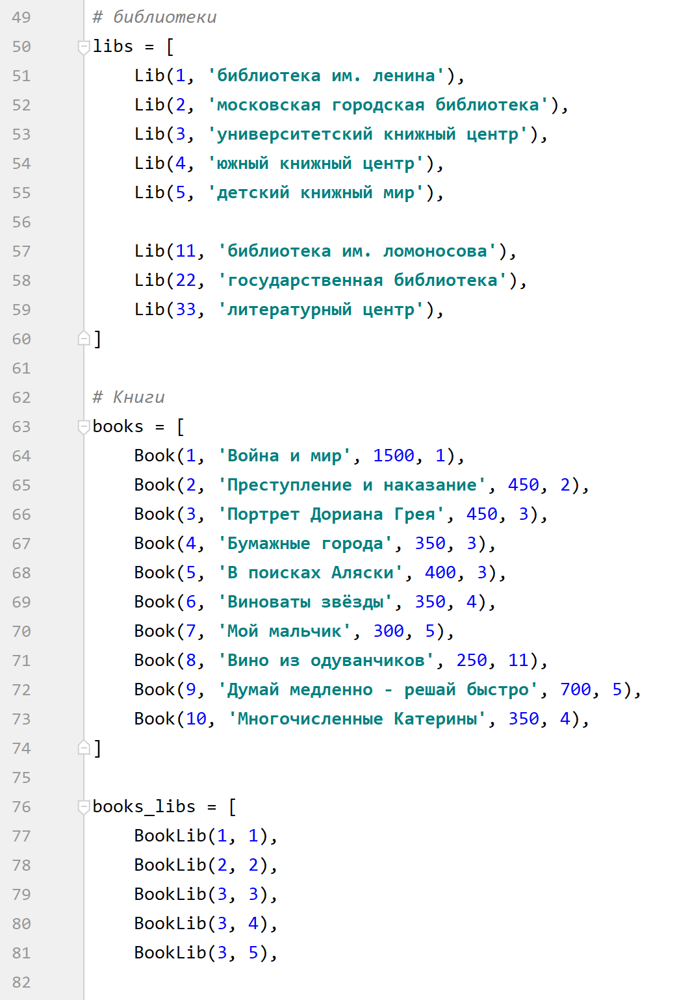 49 # библиотеки
50 libs = [
51 Lib(1, 'библиотека им. ленина'),
52 Lib(2, 'московская городская библиотека'),
53 Lib(3, 'университетский книжный центр'),
54 Lib(4, 'южный книжный центр'),
55 Lib(5, 'детский книжный мир'),
56
57 Lib(11, 'библиотека им. ломоносова'),
58 Lib(22, 'государственная библиотека'),
59 Lib(33, 'литературный центр'),
60 ]
61
62 # Книги
63 books = [
64 Book(1, 'Война и мир', 1500, 1),
65 Book(2, 'Преступление и наказание', 450, 2),
66 Book(3, 'Портрет Дориана Грея', 450, 3),
67 Book(4, 'Бумажные города', 350, 3),
68 Book(5, 'В поисках Аляски', 400, 3),
69 Book(6, 'Виноваты звёзды', 350, 4),
70 Book(7, 'Мой мальчик', 300, 5),
71 Book(8, 'Вино из одуванчиков', 250, 11),
72 Book(9, 'Думай медленно - решай быстро', 700, 5),
73 Book(10, 'Многочисленные Катерины', 350, 4),
74 ]
75
76 books_libs = [
77 BookLib(1, 1),
78 BookLib(2, 2),
79 BookLib(3, 3),
80 BookLib(3, 4),
81 BookLib(3, 5),
82